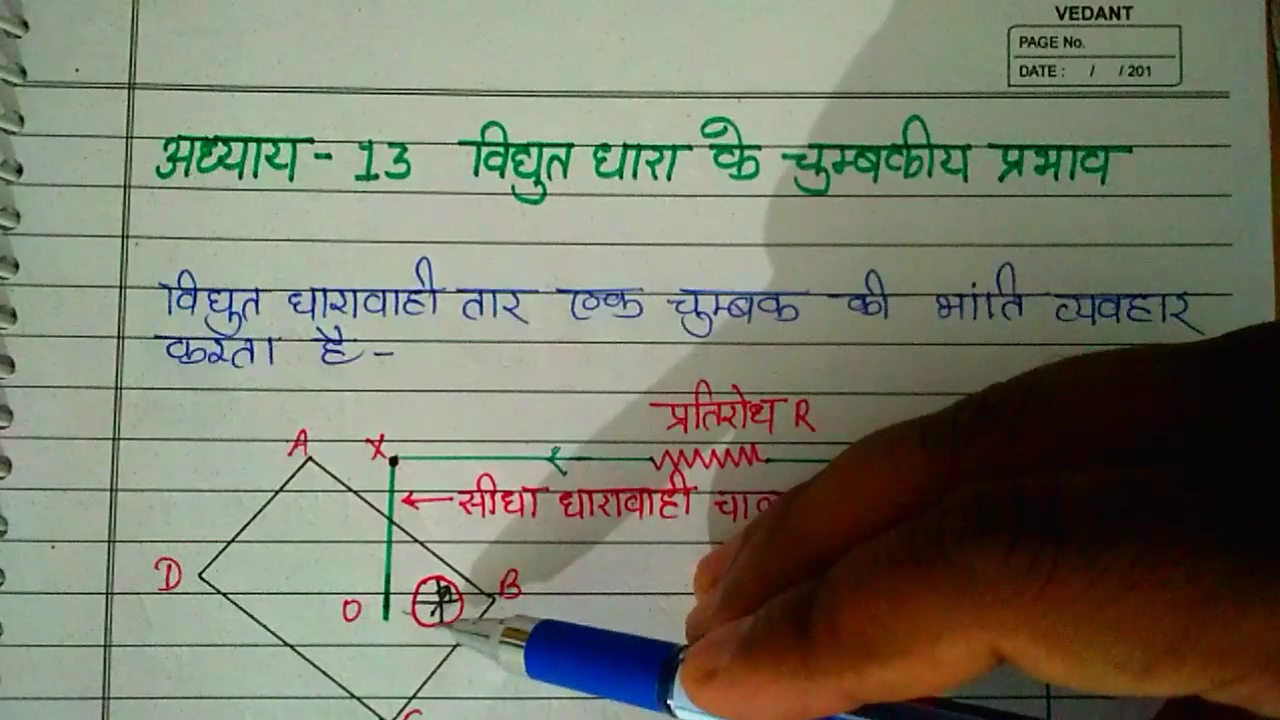 VEDANT
PAGE No.
DATE : / / 201
अध्याय - 13 विद्युत धारा के चुम्बकीय प्रभाव
विद्युत धारावाही तार एक चुम्बक की भांति व्यवहार
करता है -
प्रतिरोध R
A X
← सीधा धारावाही
D
O
B
C